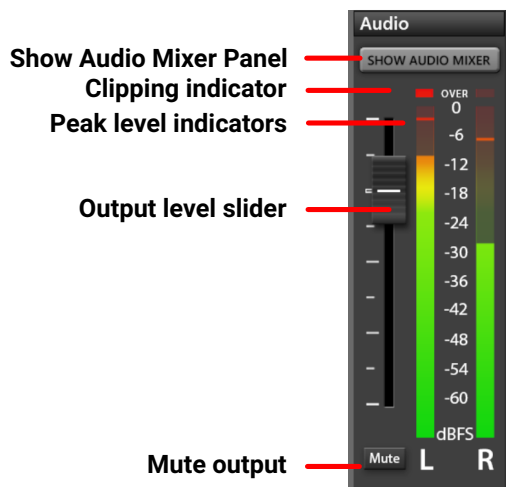 Audio
Show Audio Mixer Panel
SHOW AUDIO MIXER
Clipping indicator
OVER
0
Peak level indicators
-6
-12
-18
Output level slider
-24
-30
-36
-42
-48
-54
-60
dBFS
Mute output
Mute
L
R